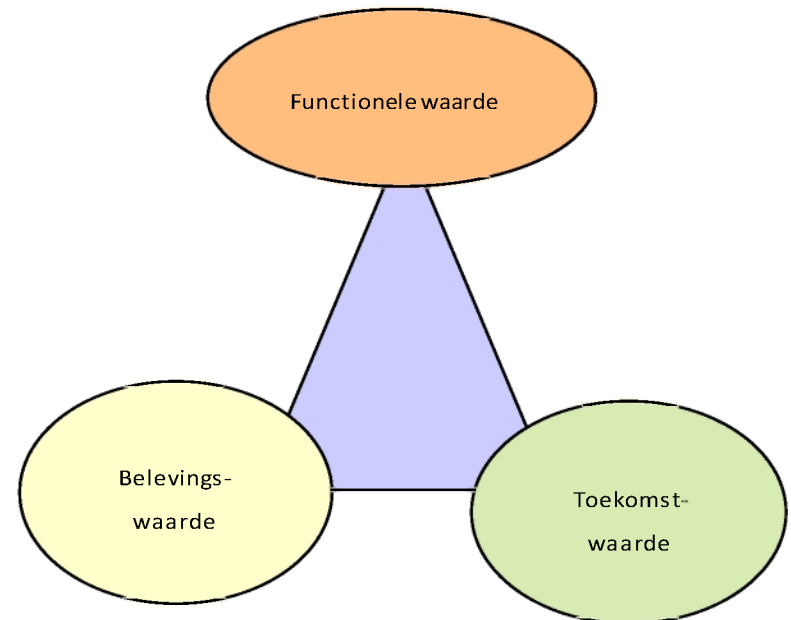 Functionele waarde
Belevings-
waarde
Toekomst-
waarde